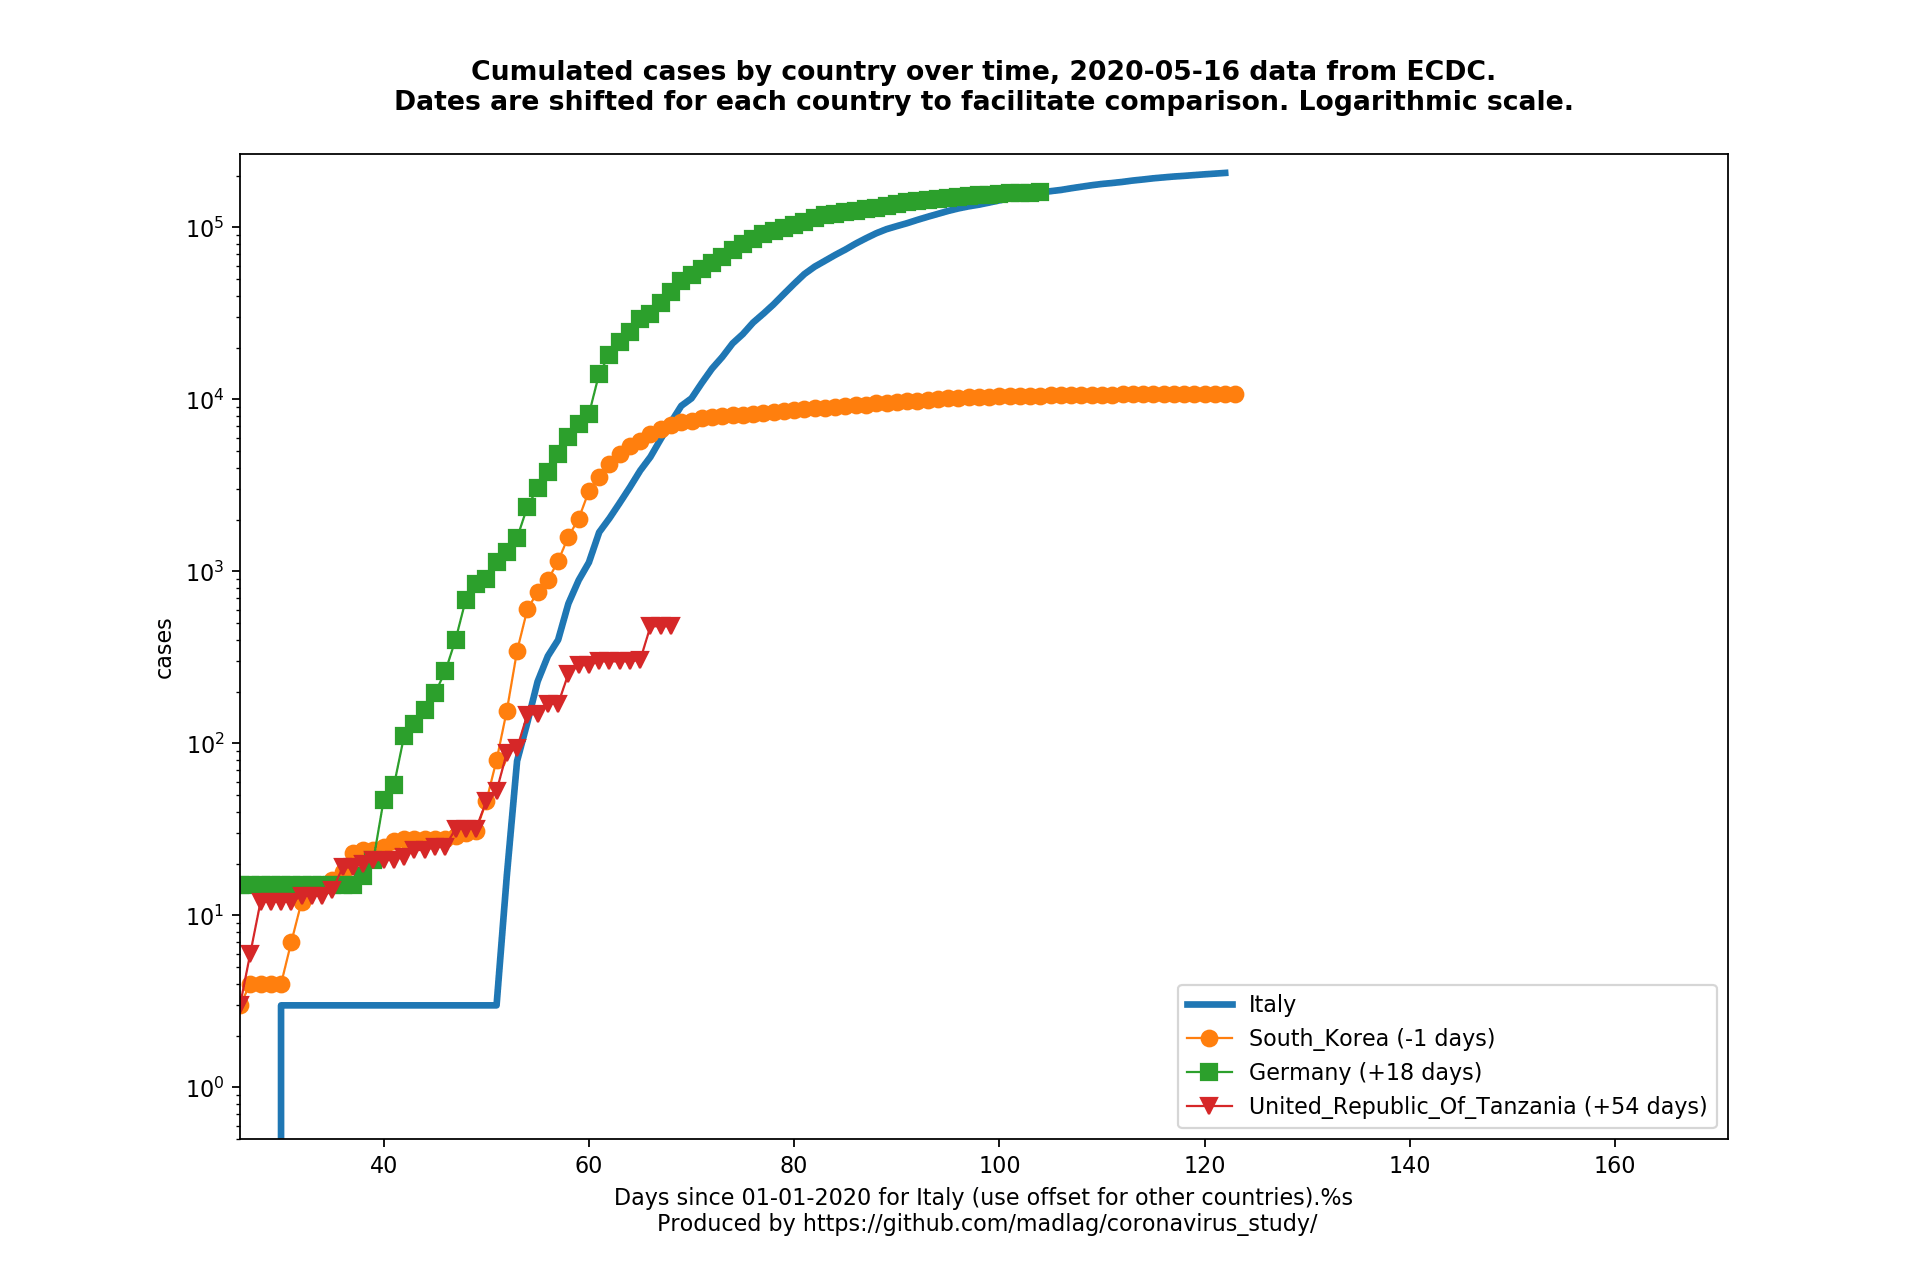 Cumulated cases by country over time, 2020-05-16 data from ECDC.
Dates are shifted for each country to facilitate comparison. Logarithmic scale.
cases
10^5
10^4
10^3
10^2
10^1
10^0
40 60 80 100 120 140 160
Italy
South_Korea (-1 days)
Germany (+18 days)
United_Republic_Of_Tanzania (+54 days)
Days since 01-01-2020 for Italy (use offset for other countries).%s
Produced by https://github.com/madlag/coronavirus_study/